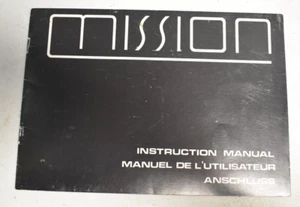 mission
INSTRUCTION MANUAL
MANUEL DE L'UTILISATEUR
ANSCHLUSS